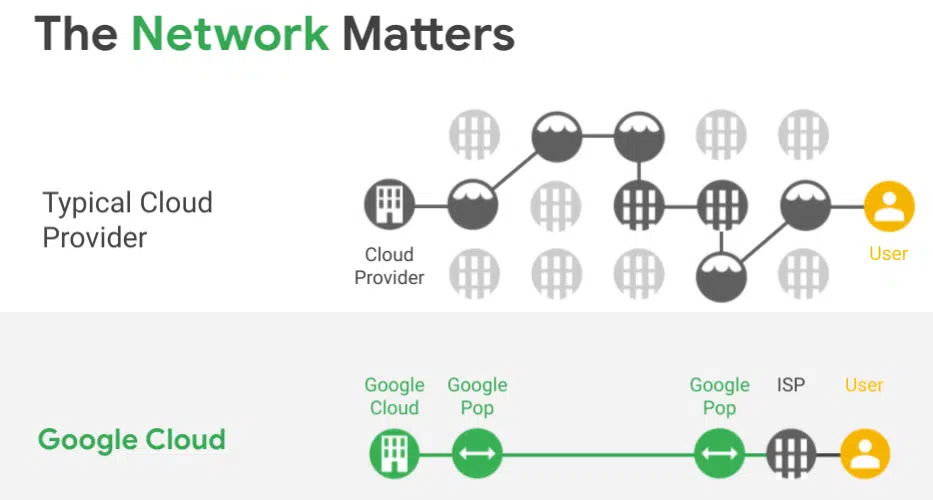 The Network Matters
Typical Cloud
Provider
Cloud
Provider
User
Google
Cloud
Google
Pop
Google
Pop
ISP
User
Google Cloud